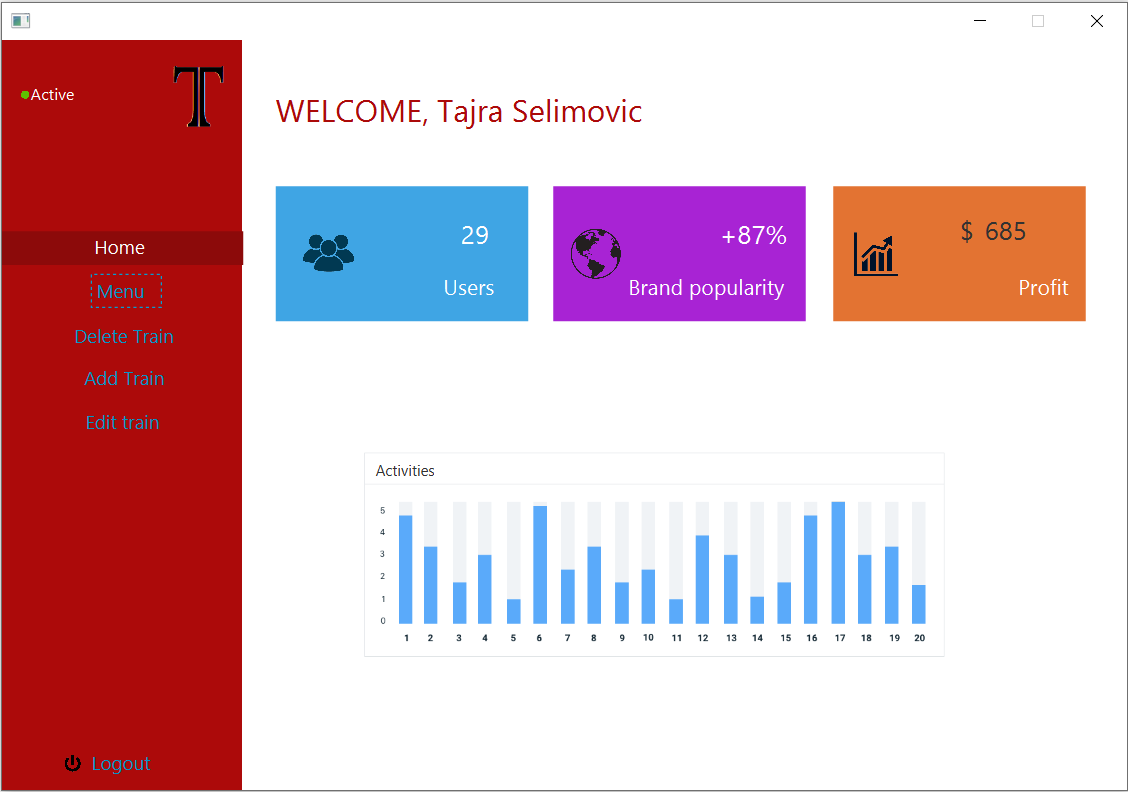 Active
T
WELCOME, Tajra Selimovic
Home
Menu
Delete Train
Add Train
Edit train
Logout
29
Users
+87%
Brand popularity
$ 685
Profit
Activities
5
4
3
2
1
0
1 2 3 4 5 6 7 8 9 10 11 12 13 14 15 16 17 18 19 20